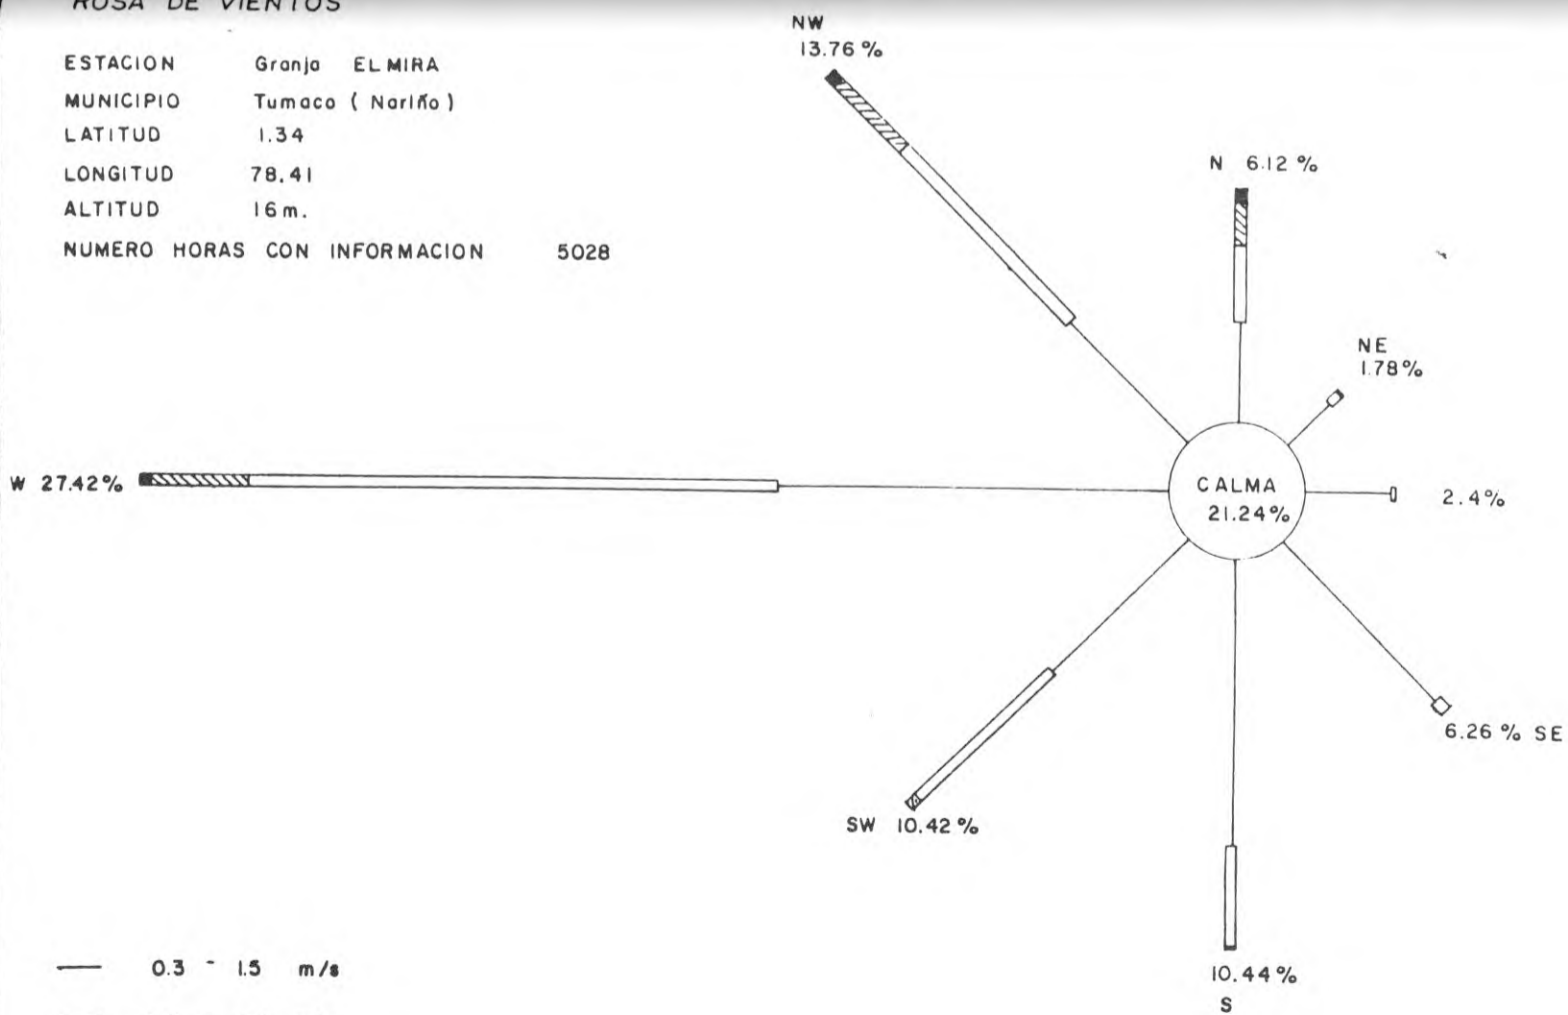 ROSA DE VIENTOS
ESTACION Granja EL MIRA
MUNICIPIO Tumaco ( Nariño )
LATITUD 1.34
LONGITUD 78.41
ALTITUD 16 m.
NUMERO HORAS CON INFORMACION 5028
NW
13.76 %
N 6.12 %
NE
1.78 %
W 27.42 %
CALMA
21.24%
2.4%
6.26 % SE
SW 10.42 %
10.44 %
S
0.3 - 1.5 m/s